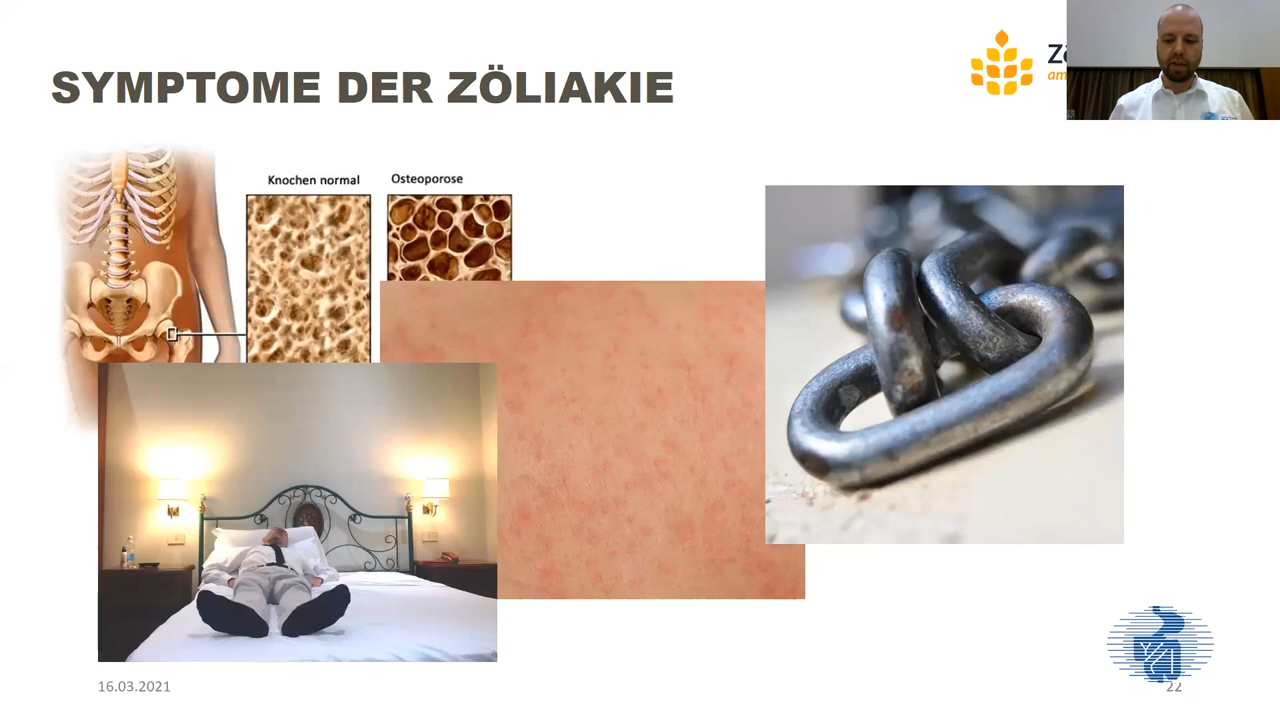 SYMPTOME DER ZÖLIAKIE
Knochen normal
Osteoporose
16.03.2021
22